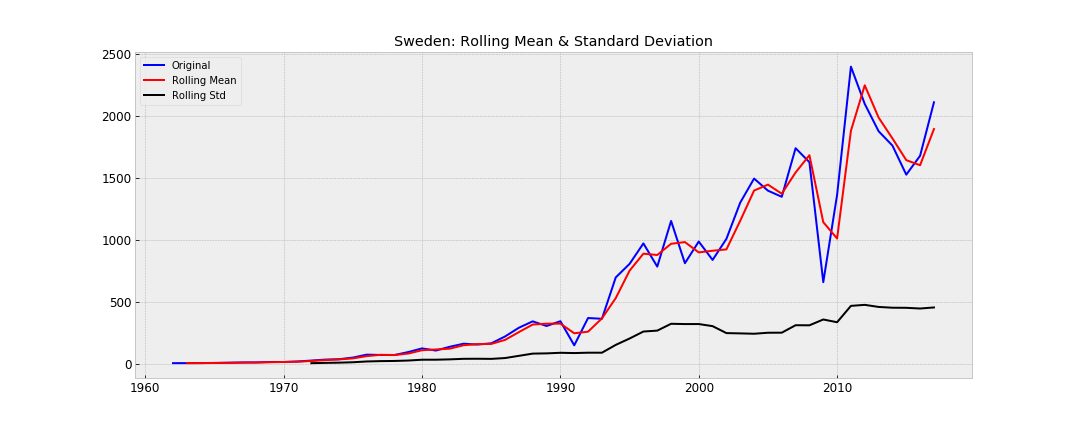 Sweden: Rolling Mean & Standard Deviation
2500
2000
1500
1000
500
0
Original
Rolling Mean
Rolling Std
1960 1970 1980 1990 2000 2010